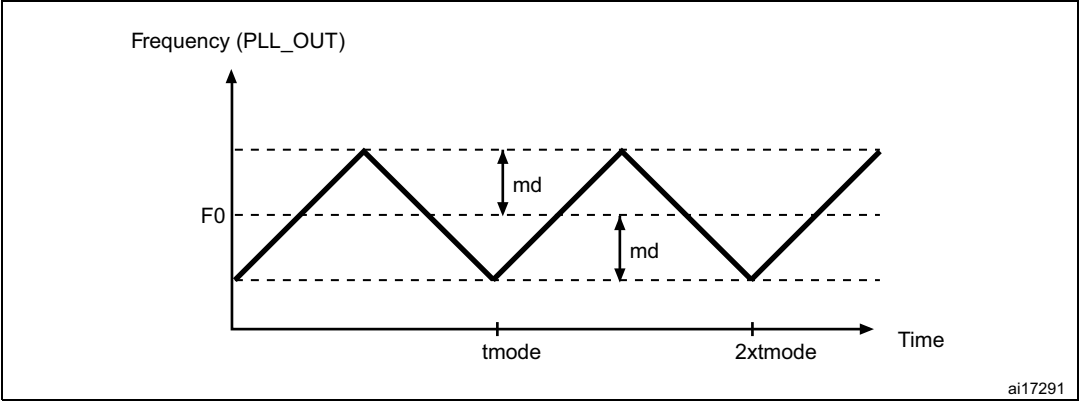 Frequency (PLL_OUT)
md
F0
md
tmode
2xtmode
Time
ai17291